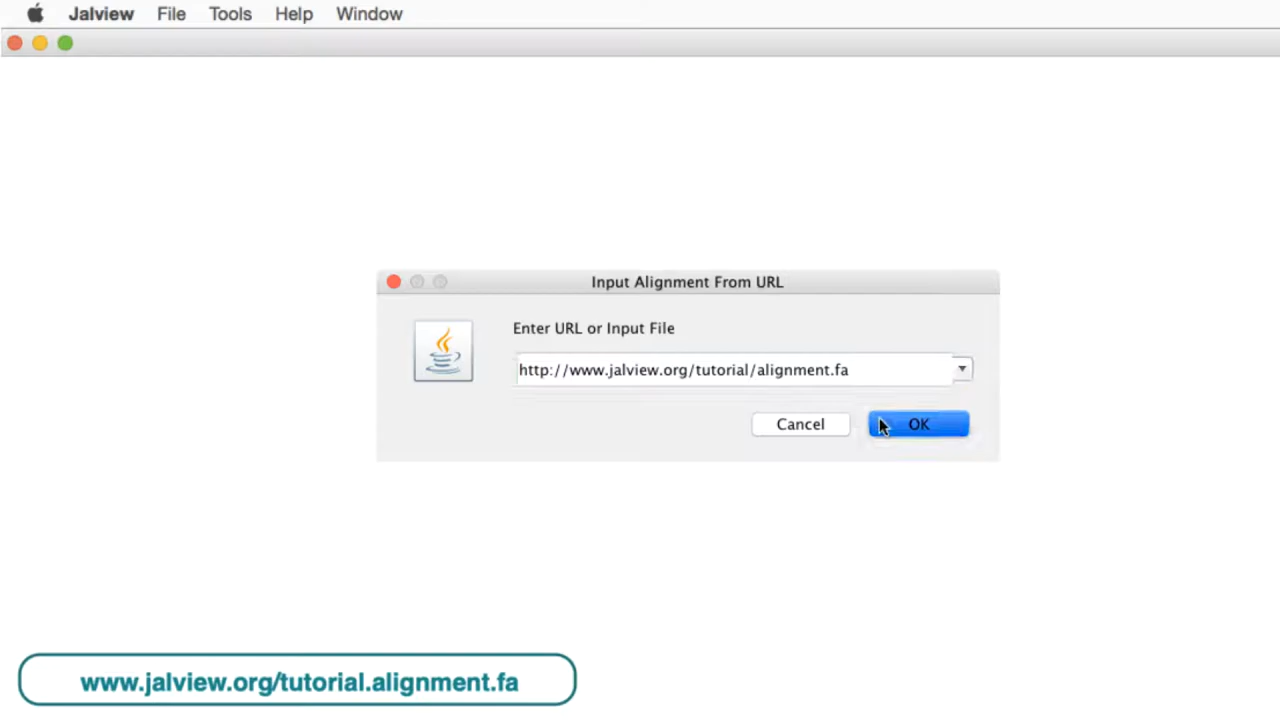 Jalview File Tools Help Window
Input Alignment From URL
Enter URL or Input File
http://www.jalview.org/tutorial/alignment.fa
Cancel OK
www.jalview.org/tutorial.alignment.fa